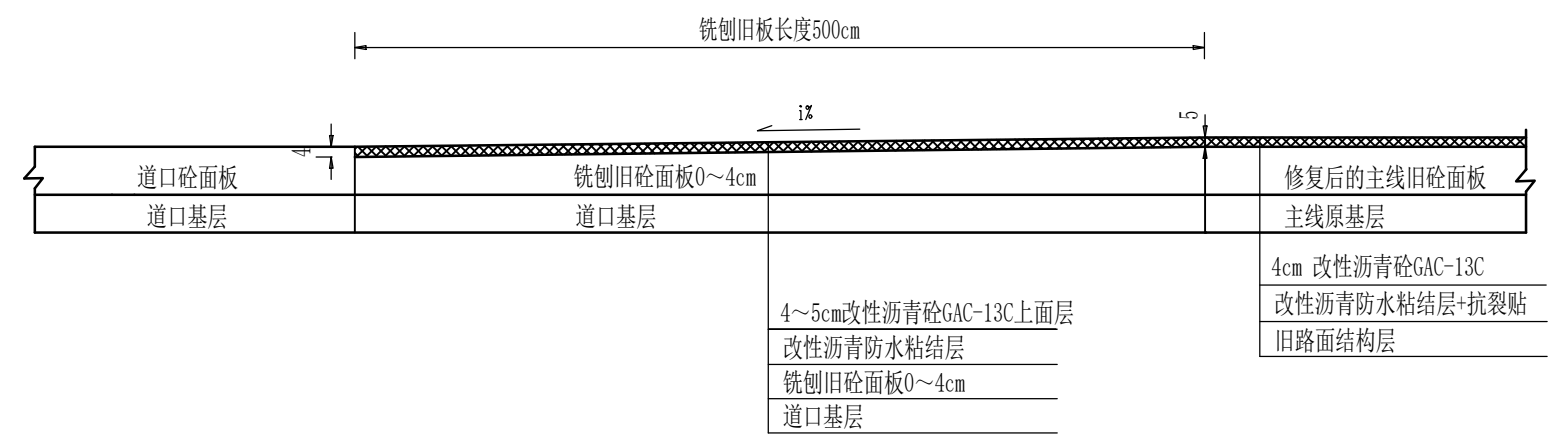 铣刨旧板长度500cm
i%
5
4
道口砼面板
铣刨旧砼面板0～4cm
修复后的主线旧砼面板
道口基层
道口基层
主线原基层
4cm 改性沥青砼GAC-13C
改性沥青防水粘结层+抗裂贴
旧路面结构层
4～5cm改性沥青砼GAC-13C上面层
改性沥青防水粘结层
铣刨旧砼面板0～4cm
道口基层